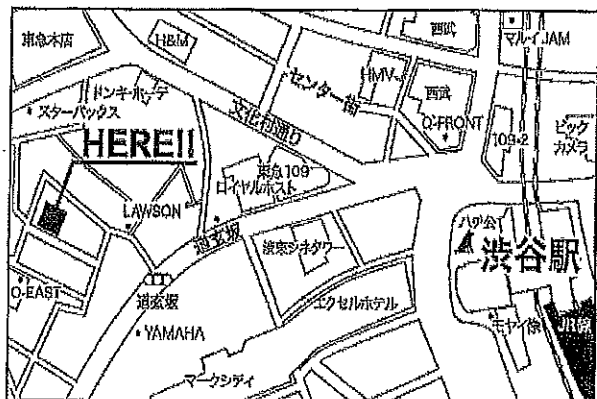 東急本店
H&M
西武
マルイJAM
ドンキ・ホーテ
センター街
HMV
西武
スターバックス
文化村通り
Q'FRONT
109-2
ビック
カメラ
HERE!!
東急109
ロイヤルホスト
LAWSON
道玄坂
渋東シネタワー
ハチ公
渋谷駅
O-EAST
道玄坂
エクセルホテル
モヤイ像
JR線
YAMAHA
マークシティ